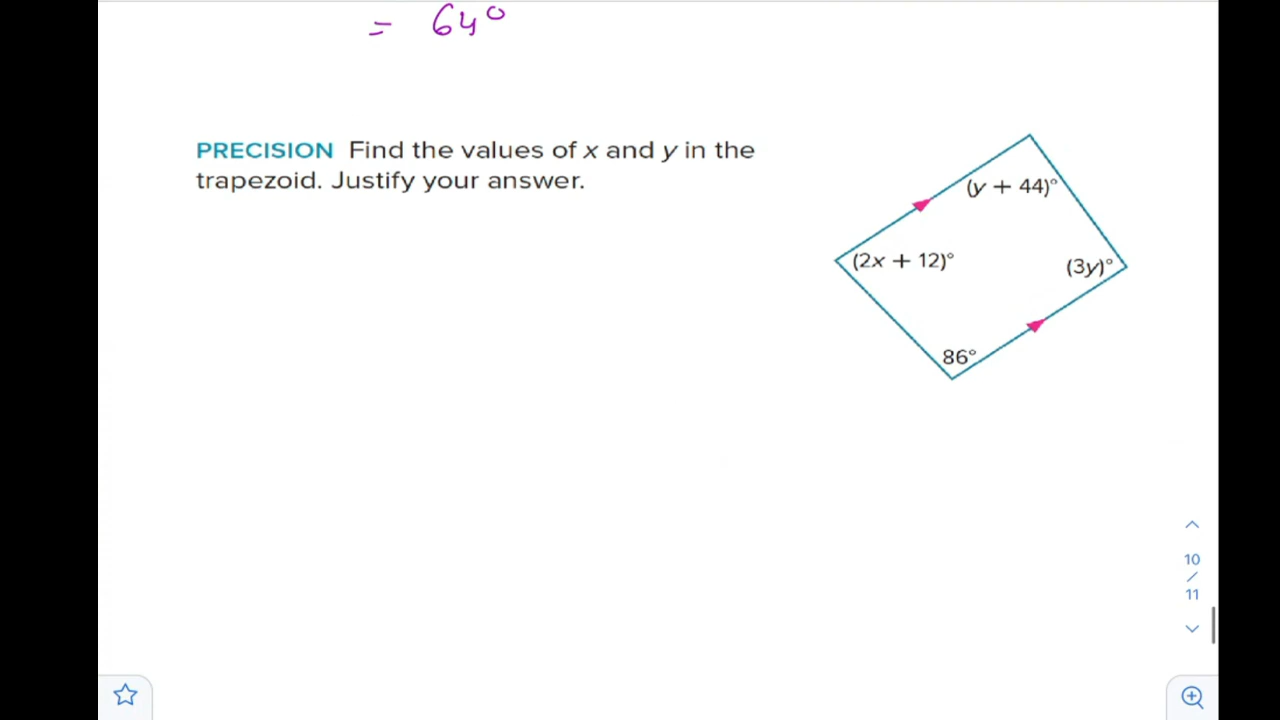 = 64°
PRECISION Find the values of x and y in the
trapezoid. Justify your answer.
(y + 44)°
(2x + 12)°
(3y)°
86°
10
/
11